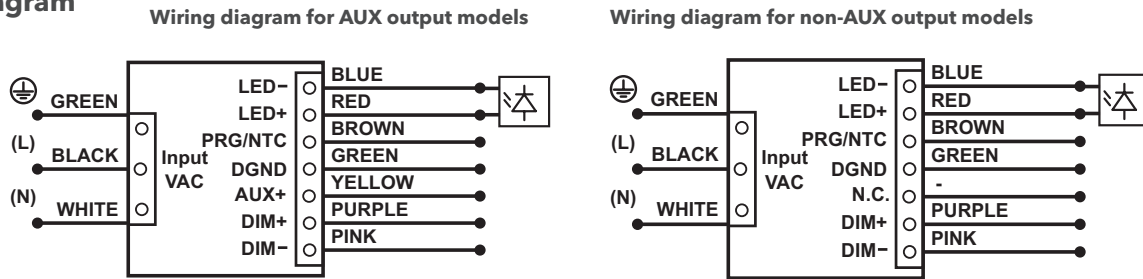 gram
Wiring diagram for AUX output models
Wiring diagram for non-AUX output models
GREEN
(L)
BLACK
(N)
WHITE
Input
VAC
LED–
LED+
PRG/NTC
DGND
AUX+
DIM+
DIM–
BLUE
RED
BROWN
GREEN
YELLOW
PURPLE
PINK
GREEN
(L)
BLACK
(N)
WHITE
Input
VAC
LED–
LED+
PRG/NTC
DGND
N.C.
DIM+
DIM–
BLUE
RED
BROWN
GREEN
-
PURPLE
PINK